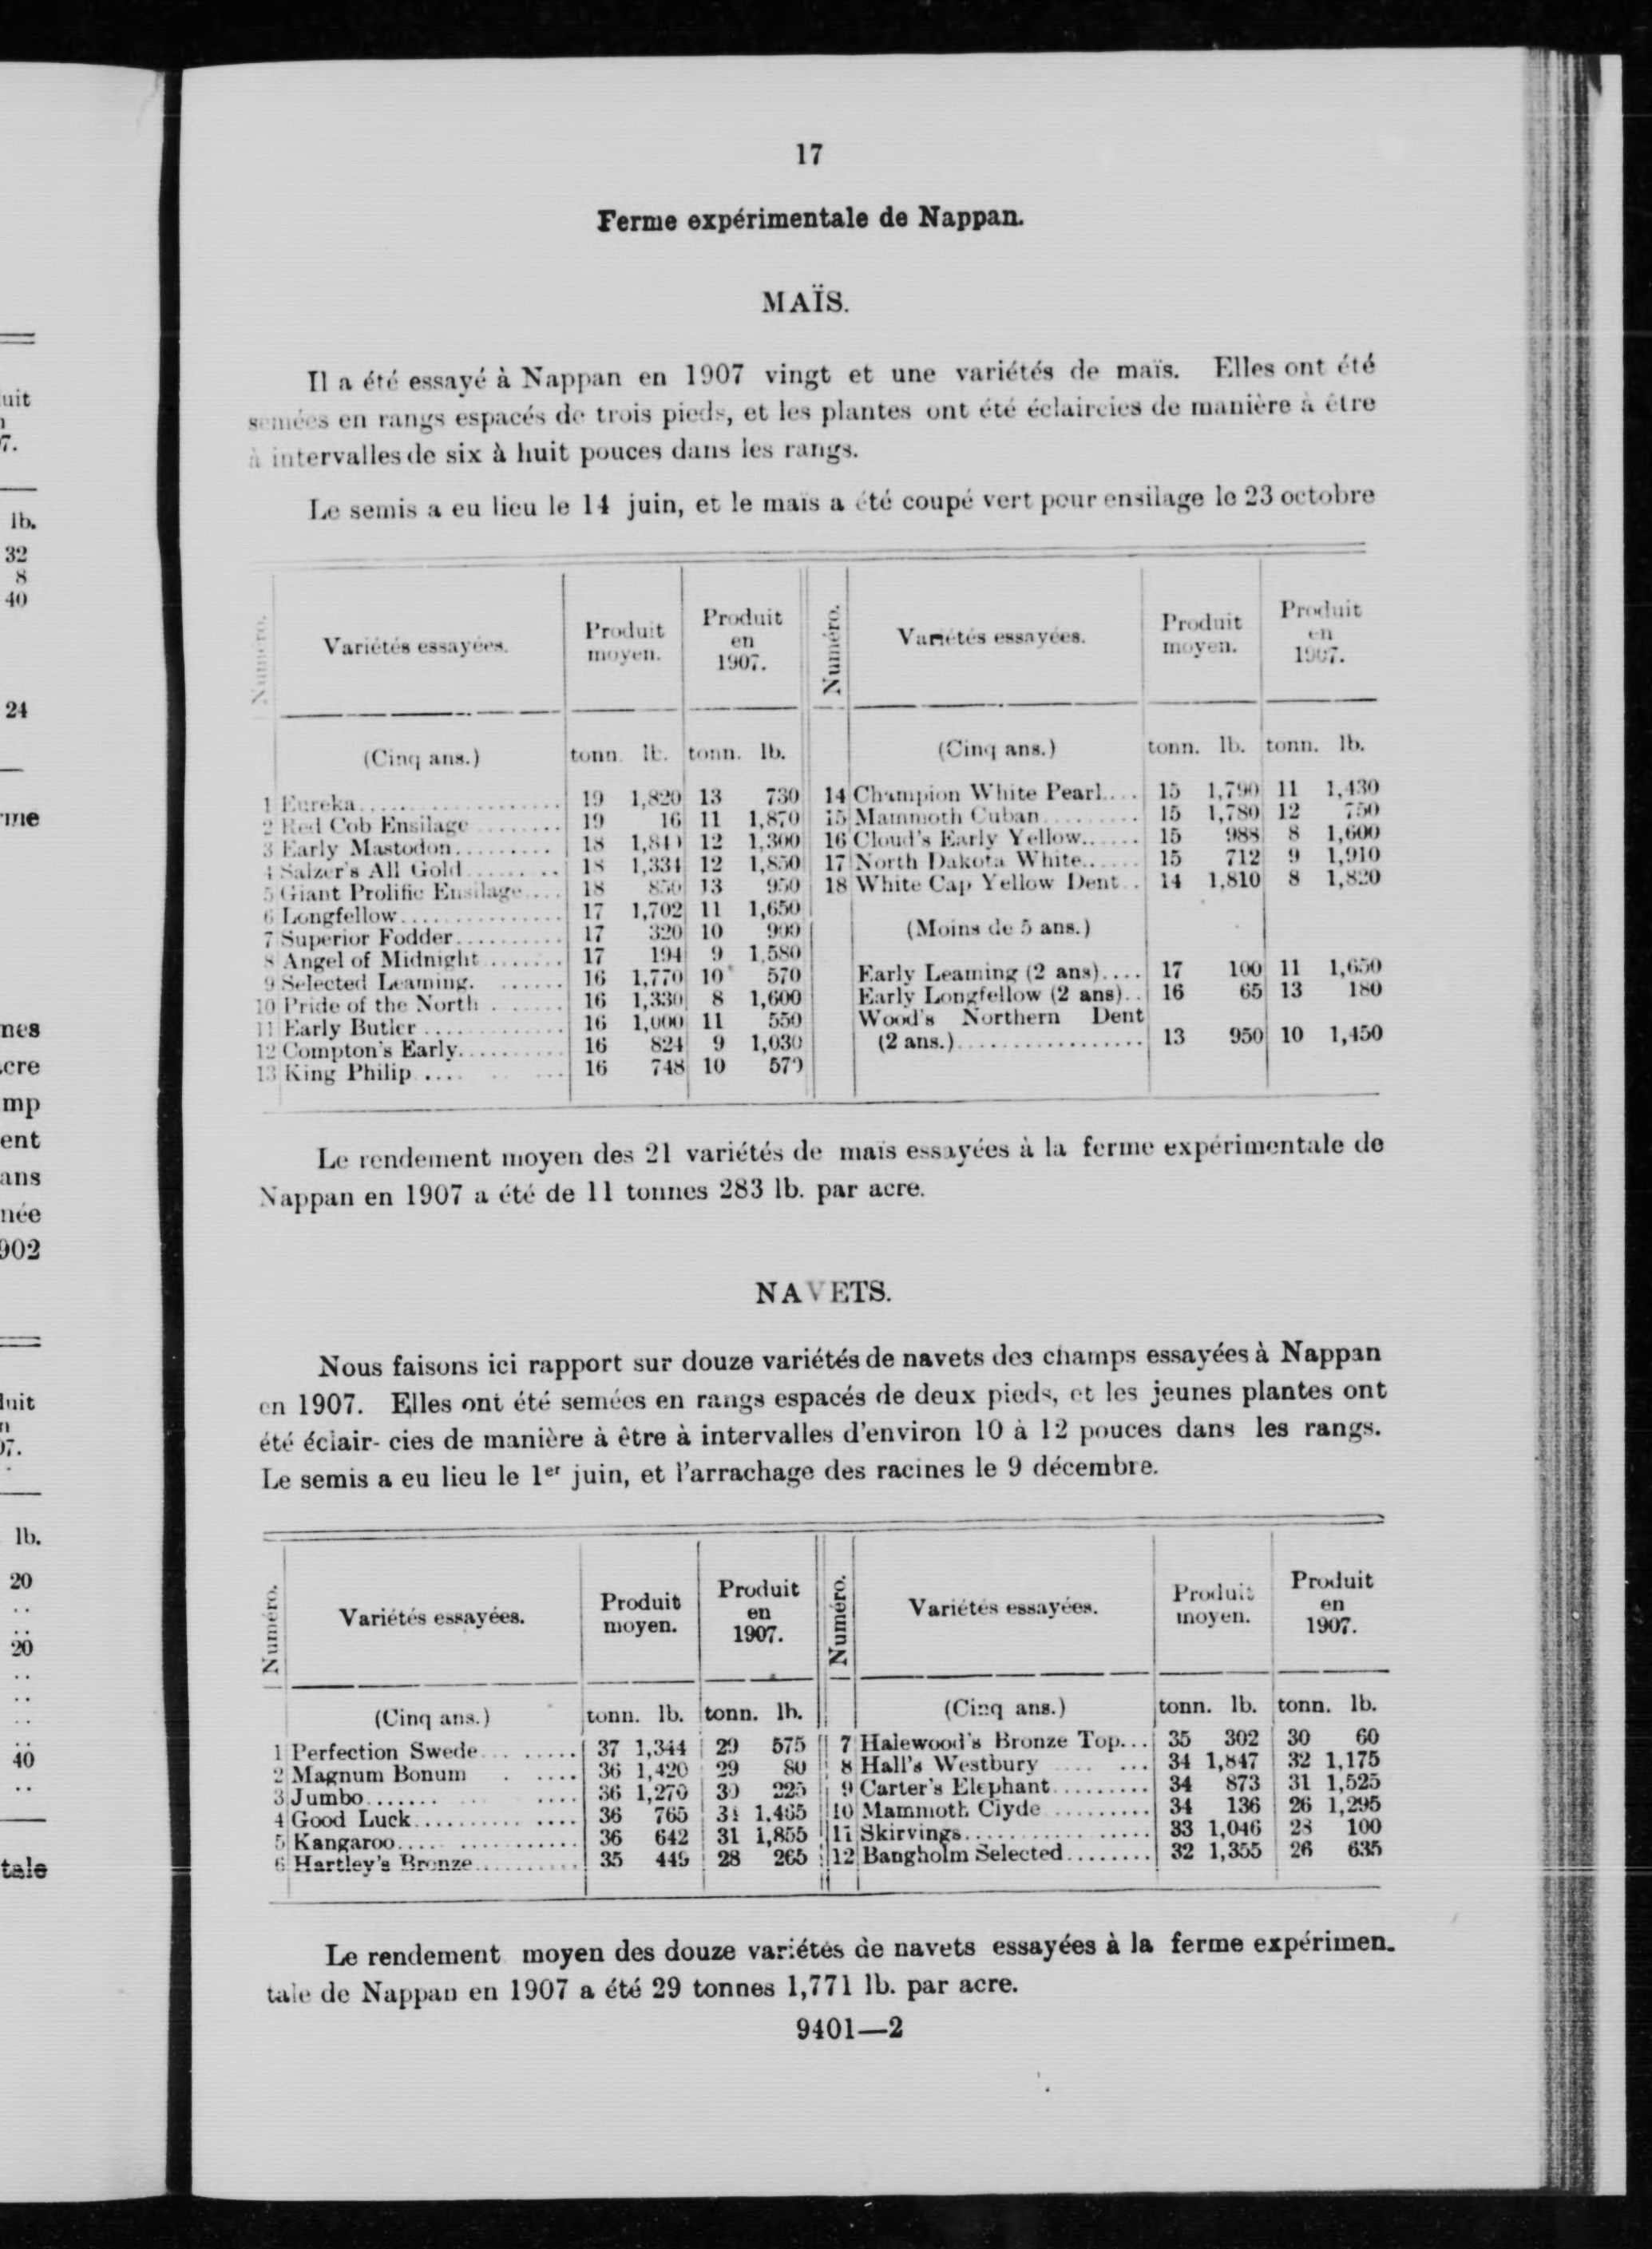 17
Ferme expérimentale de Nappan.
MAÏS.
Il a été essayé à Nappan en 1907 vingt et une variétés de maïs. Elles ont été
semées en rangs espacés de trois pieds, et les plantes ont été éclaircies de manière à être
à intervalles de six à huit pouces dans les rangs.
Le semis a eu lieu le 14 juin, et le maïs a été coupé vert pour ensilage le 23 octobre
Numéro. Variétés essayées. Produit moyen. Produit en 1907. Numéro. Variétés essayées. Produit moyen. Produit en 1907.
(Cinq ans.) tonn. lb. tonn. lb. (Cinq ans.) tonn. lb. tonn. lb.
1 Eureka 19 1,820 13 730 14 Champion White Pearl 15 1,790 11 1,430
2 Red Cob Ensilage 19 16 11 1,870 15 Mammoth Cuban 15 1,780 12 750
3 Early Mastodon 18 12 1,300 16 Cloud's Early Yellow 15 988 8 1,600
4 Salzer's All Gold 18 1,334 12 1,850 17 North Dakota White 15 712 9 1,910
5 Giant Prolific Ensilage 18 850 13 950 18 White Cap Yellow Dent 14 1,810 8 1,820
6 Longfellow 17 1,702 11 1,650
7 Superior Fodder 17 320 10 900 (Moins de 5 ans.)
8 Angel of Midnight 17 194 9 1,580
9 Selected Leaming. 16 1,770 10 570 Early Leaming (2 ans) 17 100 11 1,650
10 Pride of the North 16 1,330 8 1,600 Early Longfellow (2 ans) 16 65 13 180
11 Early Butler 16 1,000 11 550 Wood's Northern Dent
12 Compton's Early 16 824 9 1,030 (2 ans.) 13 950 10 1,450
13 King Philip 16 748 10 570
Le rendement moyen des 21 variétés de maïs essayées à la ferme expérimentale de
Nappan en 1907 a été de 11 tonnes 283 lb. par acre.
NAVETS.
Nous faisons ici rapport sur douze variétés de navets des champs essayées à Nappan
en 1907. Elles ont été semées en rangs espacés de deux pieds, et les jeunes plantes ont
été éclair- cies de manière à être à intervalles d'environ 10 à 12 pouces dans les rangs.
Le semis a eu lieu le 1er juin, et l'arrachage des racines le 9 décembre.
Numéro. Variétés essayées. Produit moyen. Produit en 1907. Numéro. Variétés essayées. Produit moyen. Produit en 1907.
(Cinq ans.) tonn. lb. tonn. lb. (Cinq ans.) tonn. lb. tonn. lb.
1 Perfection Swede 37 1,344 29 575 7 Halewood's Bronze Top 35 302 30 60
2 Magnum Bonum 36 1,420 29 80 8 Hall's Westbury 34 1,847 32 1,175
3 Jumbo 36 1,270 30 225 9 Carter's Elephant 34 873 31 1,525
4 Good Luck 36 765 31 1,465 10 Mammoth Clyde 34 136 26 1,295
5 Kangaroo 36 642 31 1,855 11 Skirvings 33 1,046 28 100
6 Hartley's Bronze 35 449 28 265 12 Bangholm Selected 32 1,355 26 635
Le rendement moyen des douze variétés de navets essayées à la ferme expérimen-
tale de Nappan en 1907 a été 29 tonnes 1,771 lb. par acre.
9401—2